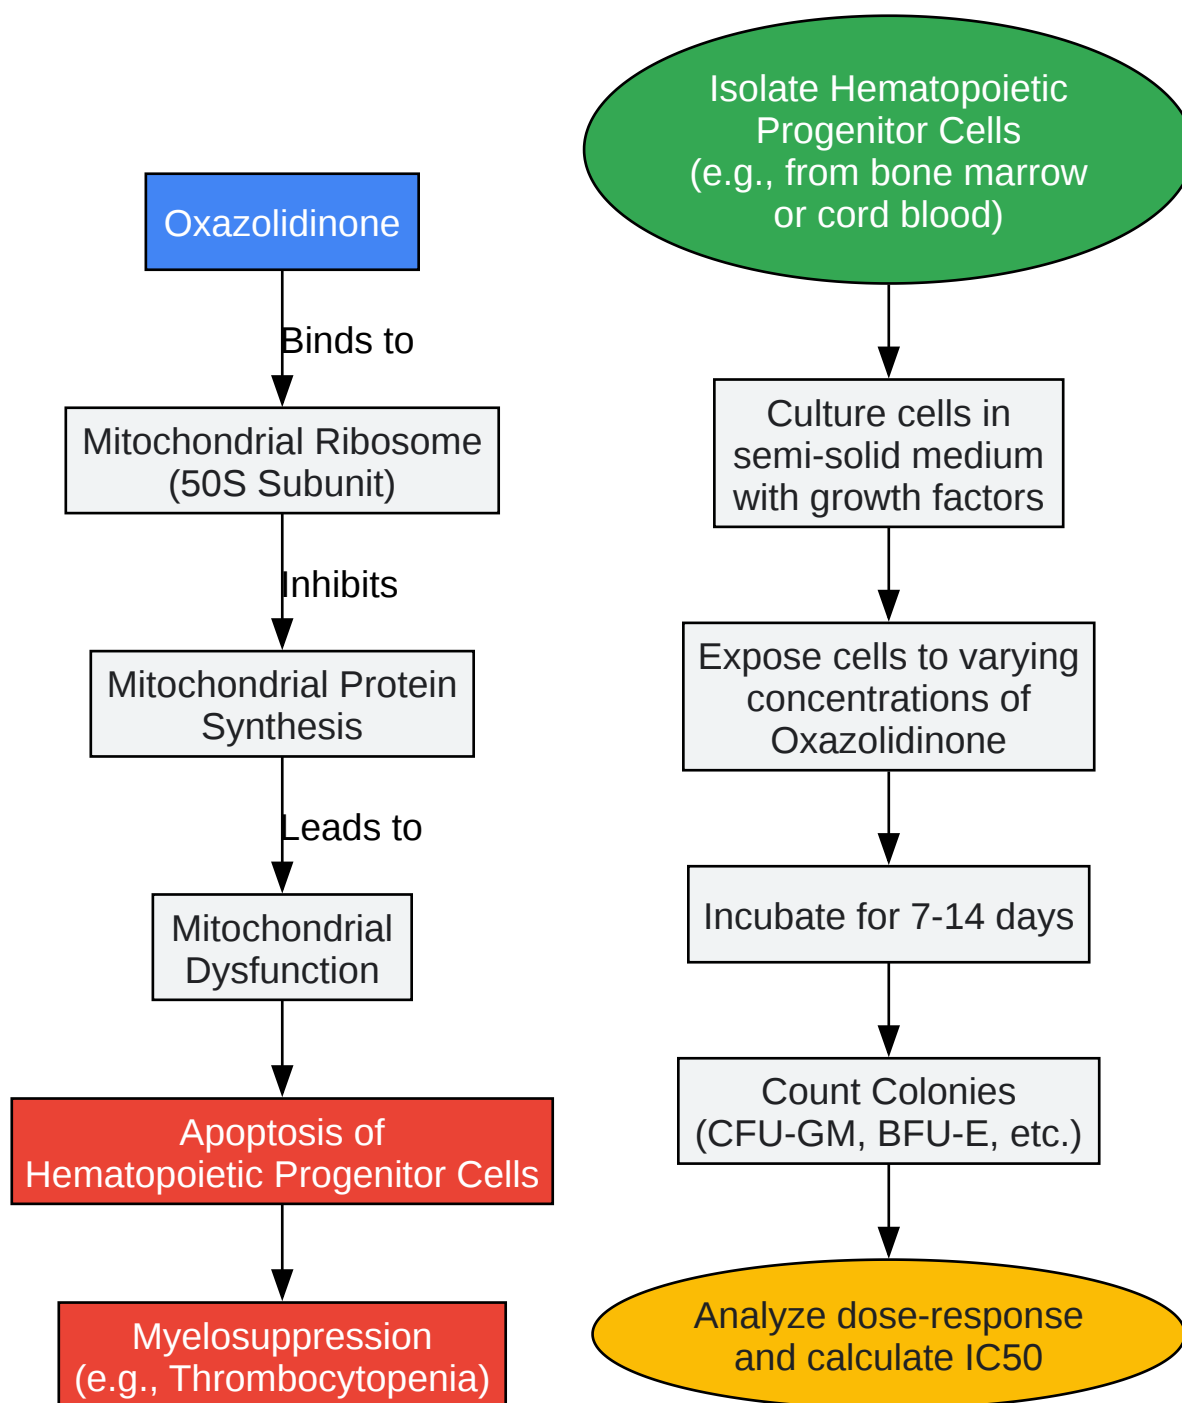 Oxazolidinone
Binds to
Mitochondrial Ribosome
(50S Subunit)
Inhibits
Mitochondrial Protein
Synthesis
Leads to
Mitochondrial
Dysfunction
Apoptosis of
Hematopoietic Progenitor Cells
Myelosuppression
(e.g., Thrombocytopenia)
Isolate Hematopoietic
Progenitor Cells
(e.g., from bone marrow
or cord blood)
Culture cells in
semi-solid medium
with growth factors
Expose cells to varying
concentrations of
Oxazolidinone
Incubate for 7-14 days
Count Colonies
(CFU-GM, BFU-E, etc.)
Analyze dose-response
and calculate IC50